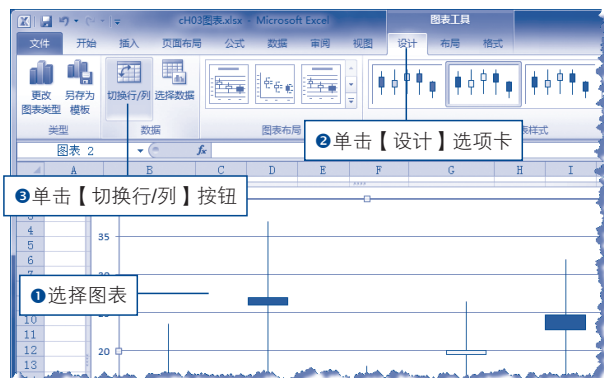 cH03图表.xlsx - Microsoft Excel 图表工具
文件 开始 插入 页面布局 公式 数据 审阅 视图 设计 布局 格式
更改 另存为 切换行/列 选择数据
图表类型 模板
类型 数据 图表布局 表样式
❷单击【设计】选项卡
图表 2 fx
A B C D E F G H I
❸单击【切换行/列】按钮
4
5
35
6
❶选择图表
10
11
12
20
13